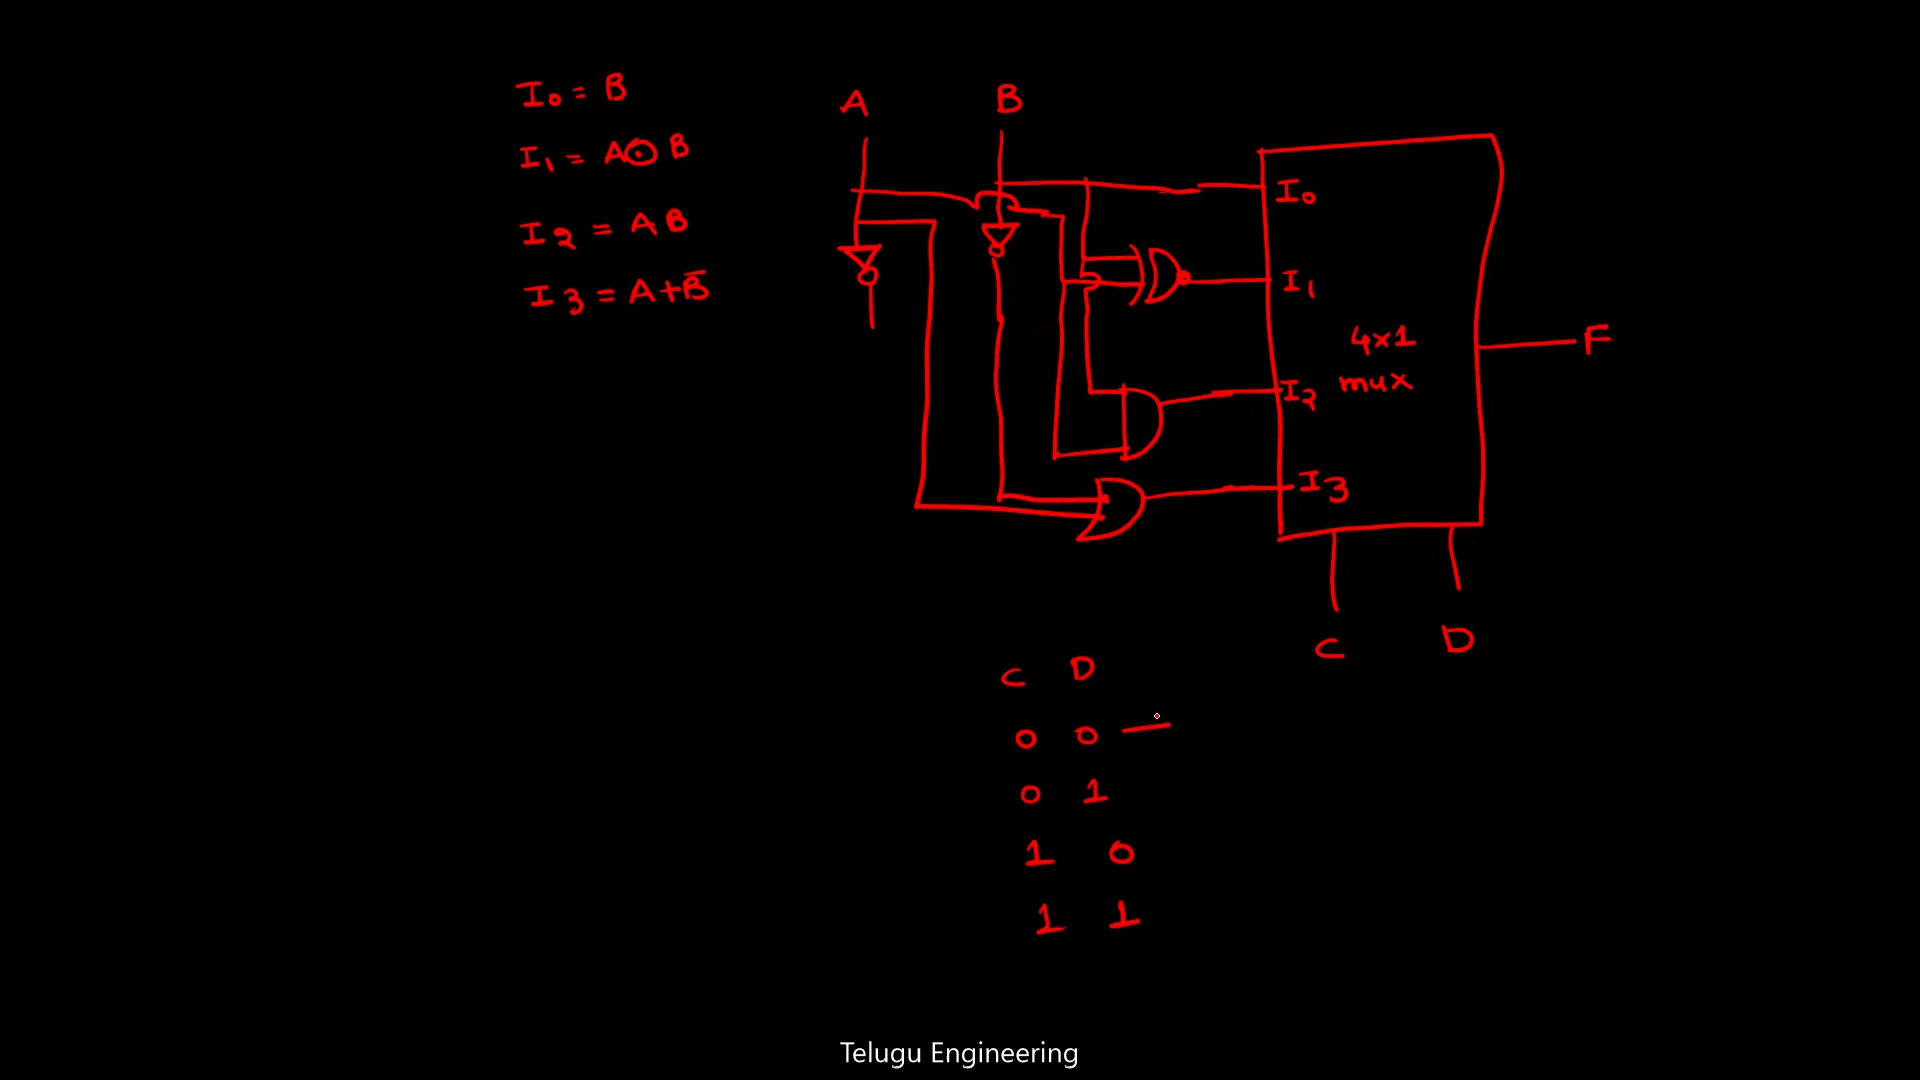 I₀ = B
I₁ = A⊙B
I₂ = AB
I₃ = A+B̅
A B
I₀
I₁
4x1
mux
F
I₂
I₃
C D
C D
0 0 —
0 1
1 0
1 1
Telugu Engineering